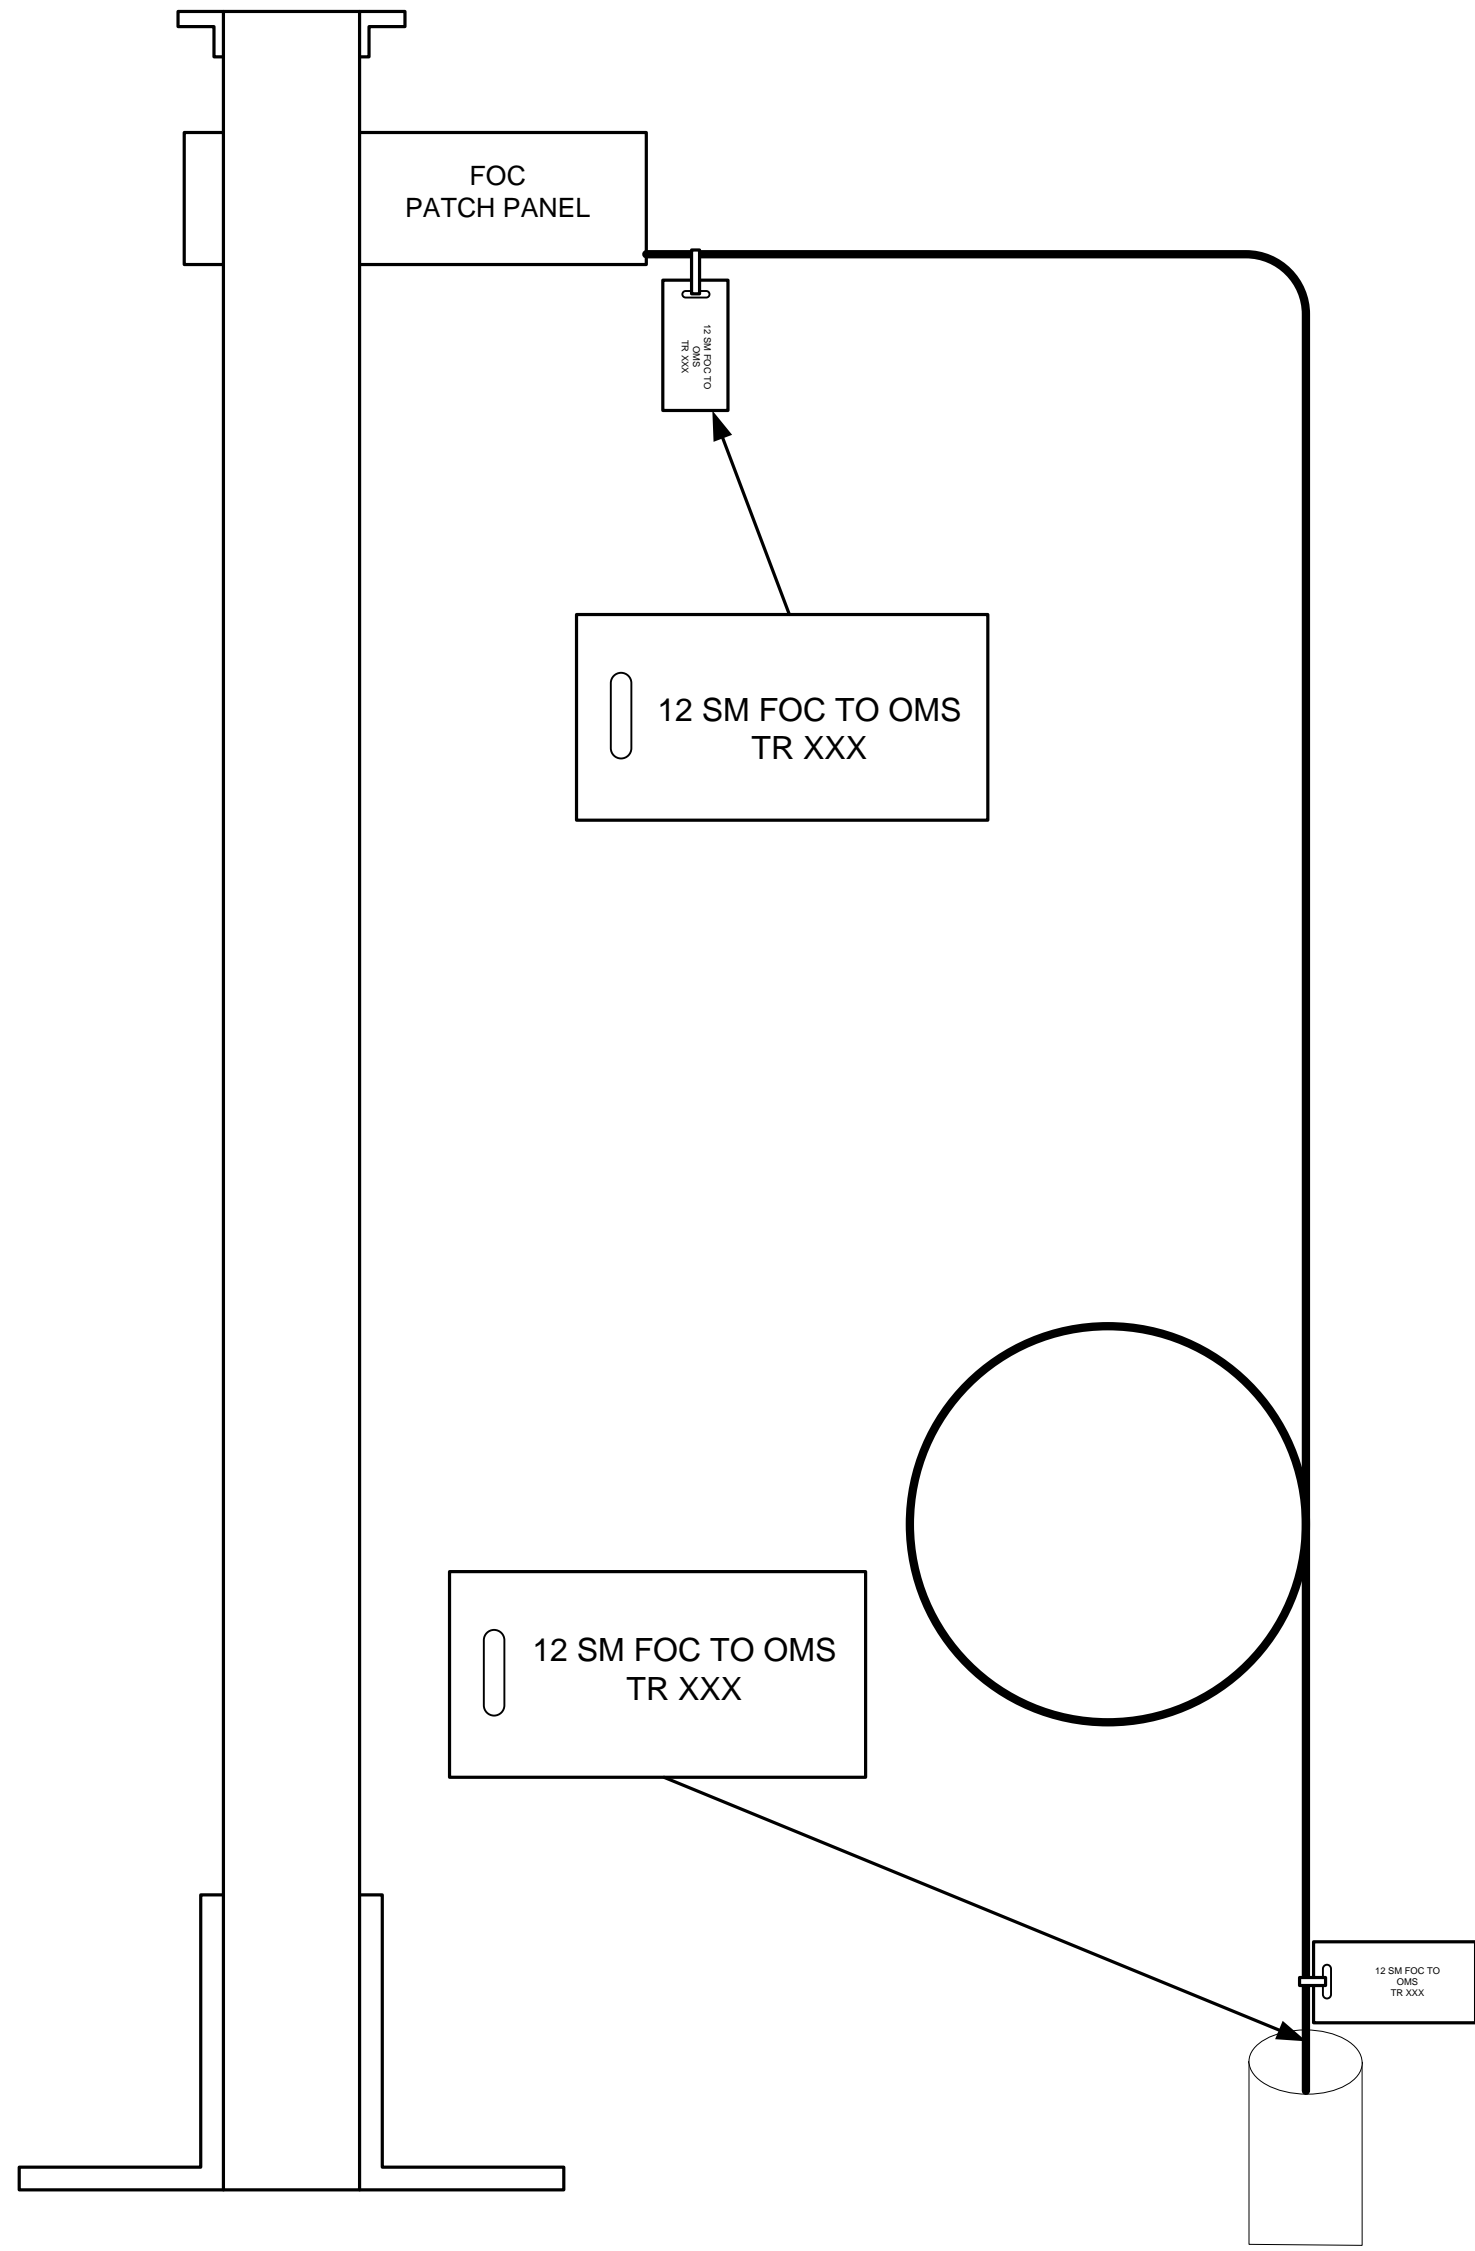 FOC
PATCH PANEL
12 SM FOC TO
OMS
TR XXX
12 SM FOC TO OMS
TR XXX
12 SM FOC TO OMS
TR XXX
12 SM FOC TO
OMS
TR XXX